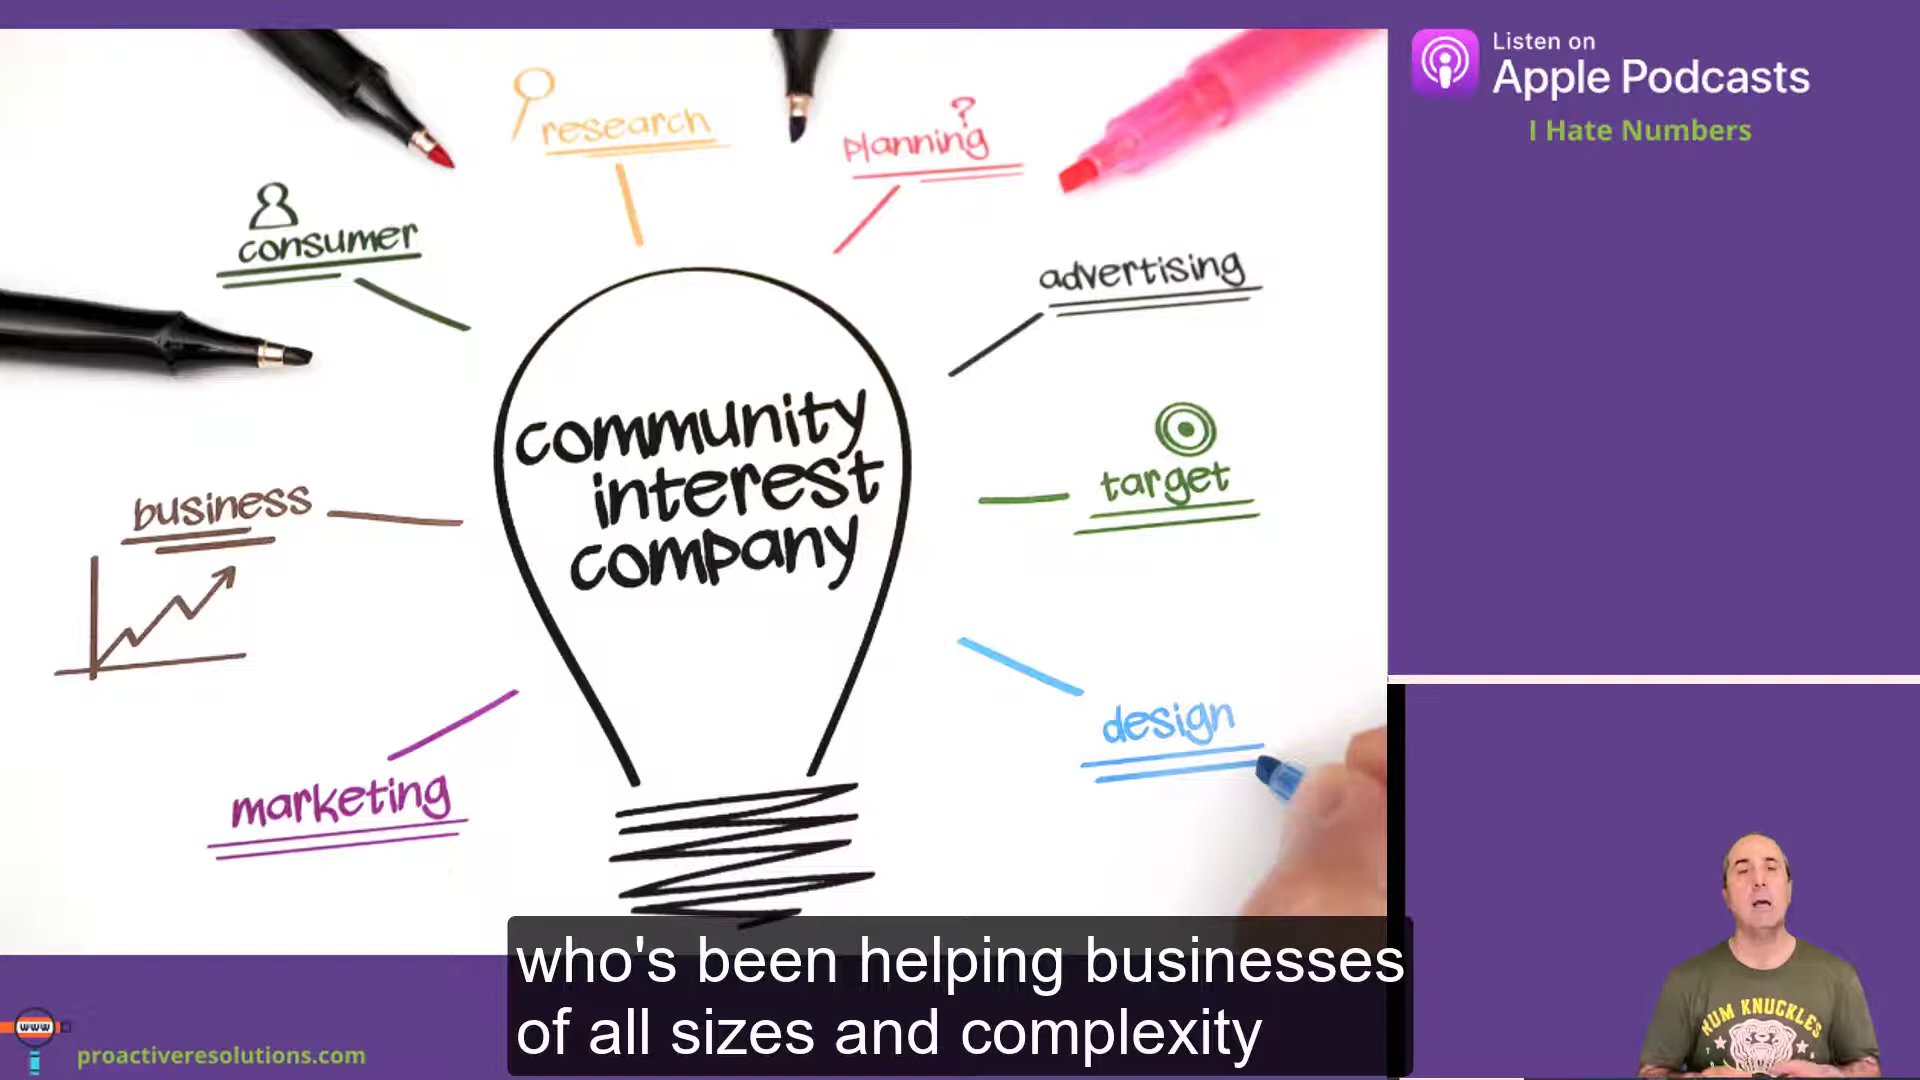 Listen on
Apple Podcasts
I Hate Numbers
research
?
planning
consumer
advertising
community
interest
company
target
business
design
marketing
who's been helping businesses
of all sizes and complexity
www
proactiveresolutions.com
NUM KNUCKLES